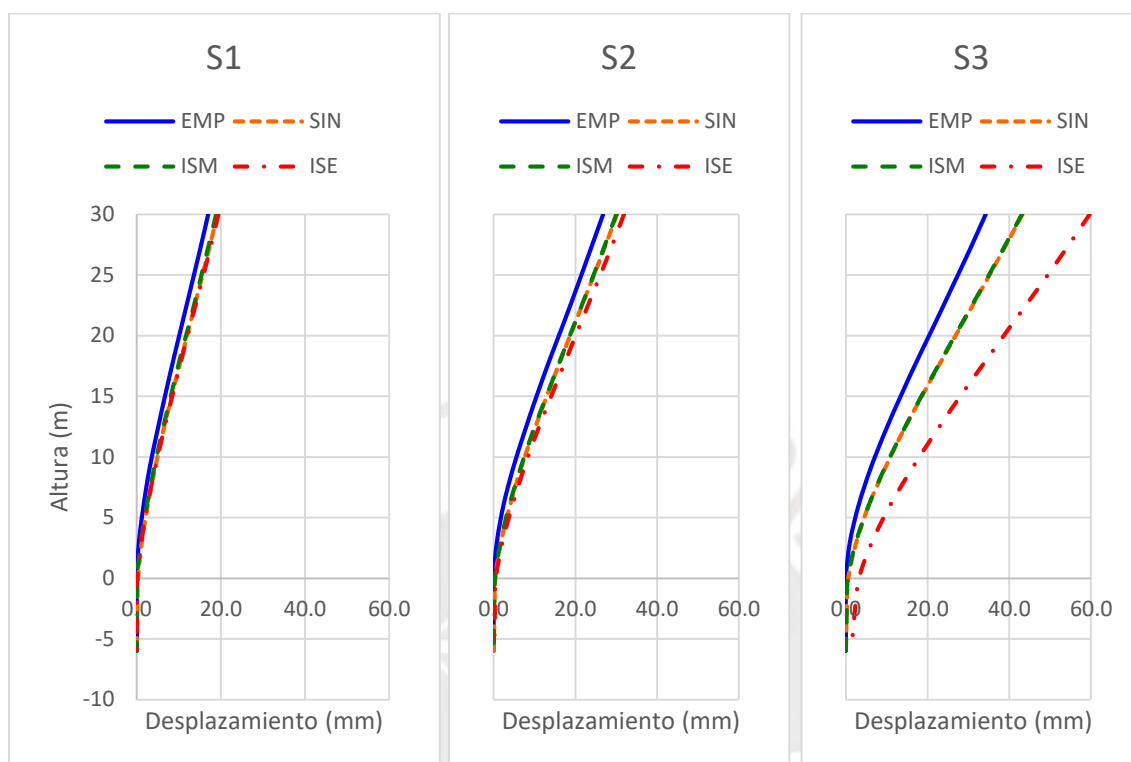 S1
EMP SIN
ISM ISE
30
25
20
15
10
5
0
-5
-10
Altura (m)
0.0 20.0 40.0 60.0
Desplazamiento (mm)
S2
EMP SIN
ISM ISE
0.0 20.0 40.0 60.0
Desplazamiento (mm)
S3
EMP SIN
ISM ISE
0.0 20.0 40.0 60.0
Desplazamiento (mm)